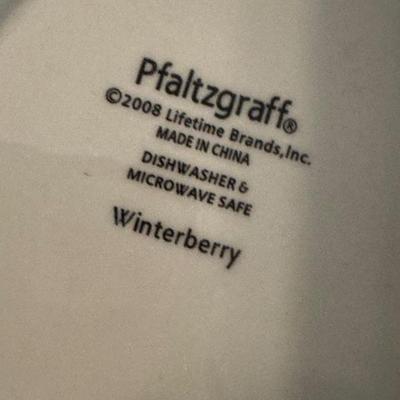 Pfaltzgraff®
©2008 Lifetime Brands,Inc.
MADE IN CHINA
DISHWASHER &
MICROWAVE SAFE
Winterberry